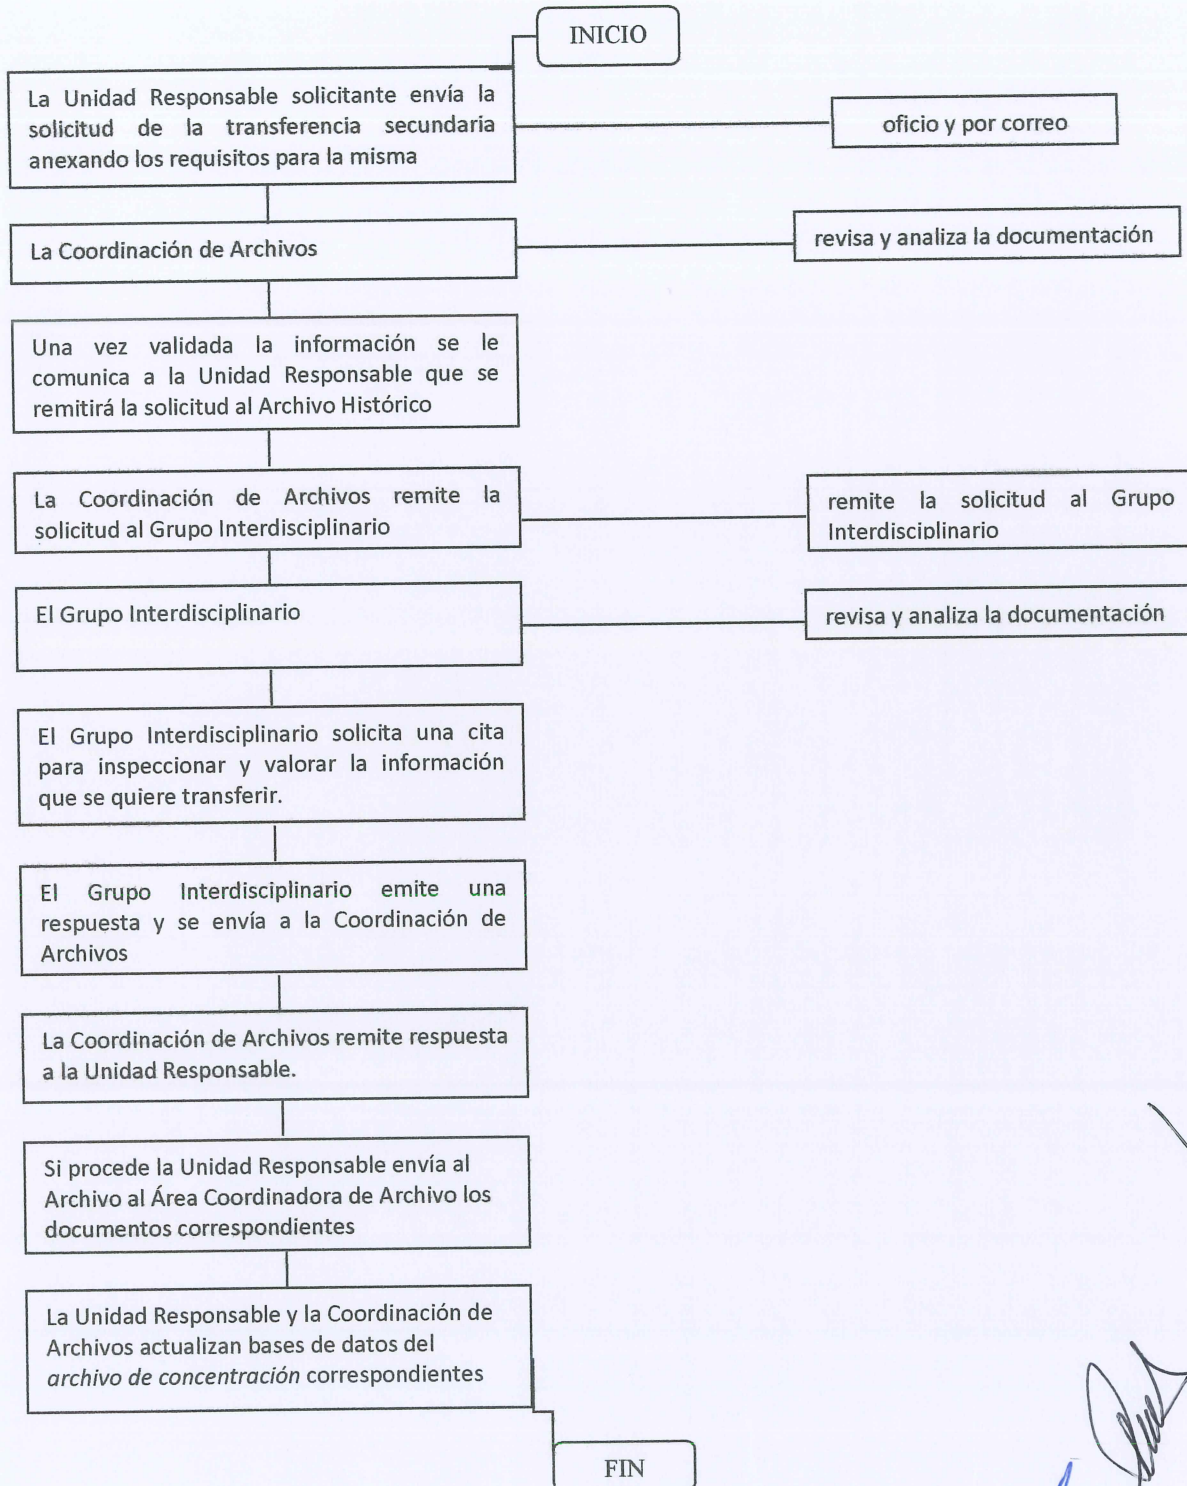 INICIO
La Unidad Responsable solicitante envía la
solicitud de la transferencia secundaria
anexando los requisitos para la misma
oficio y por correo
La Coordinación de Archivos
revisa y analiza la documentación
Una vez validada la información se le
comunica a la Unidad Responsable que se
remitirá la solicitud al Archivo Histórico
La Coordinación de Archivos remite la
solicitud al Grupo Interdisciplinario
remite la solicitud al Grupo
Interdisciplinario
El Grupo Interdisciplinario
revisa y analiza la documentación
El Grupo Interdisciplinario solicita una cita
para inspeccionar y valorar la información
que se quiere transferir.
El Grupo Interdisciplinario emite una
respuesta y se envía a la Coordinación de
Archivos
La Coordinación de Archivos remite respuesta
a la Unidad Responsable.
Si procede la Unidad Responsable envía al
Archivo al Área Coordinadora de Archivo los
documentos correspondientes
La Unidad Responsable y la Coordinación de
Archivos actualizan bases de datos del
archivo de concentración correspondientes
FIN